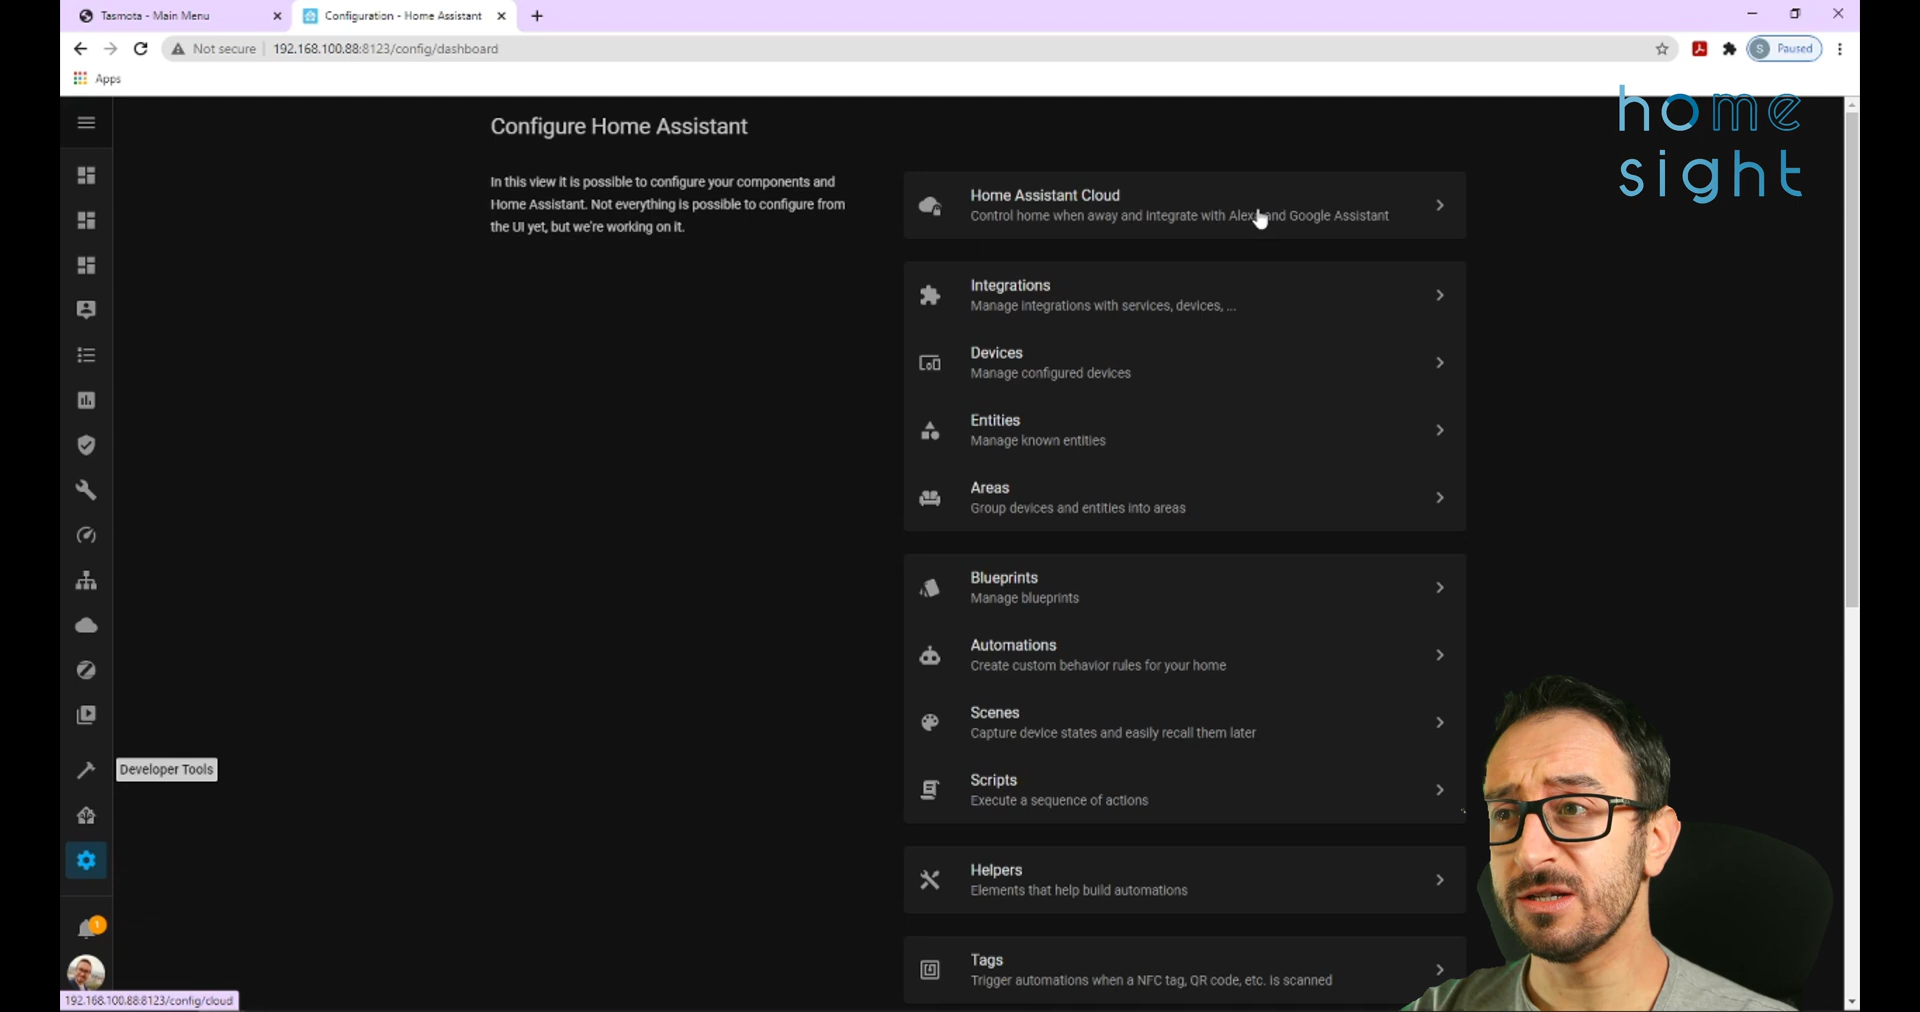 Tasmota - Main Menu
Configuration - Home Assistant
Not secure
192.168.100.88:8123/config/dashboard
S
Paused
Apps
home
sight
Configure Home Assistant
In this view it is possible to configure your components and
Home Assistant. Not everything is possible to configure from
the UI yet, but we're working on it.
Home Assistant Cloud
Control home when away and integrate with Alexa and Google Assistant
Integrations
Manage integrations with services, devices, ...
Devices
Manage configured devices
Entities
Manage known entities
Areas
Group devices and entities into areas
Blueprints
Manage blueprints
Automations
Create custom behavior rules for your home
Scenes
Capture device states and easily recall them later
Scripts
Execute a sequence of actions
Helpers
Elements that help build automations
Tags
Trigger automations when a NFC tag, QR code, etc. is scanned
Developer Tools
1
192.168.100.88:8123/config/cloud